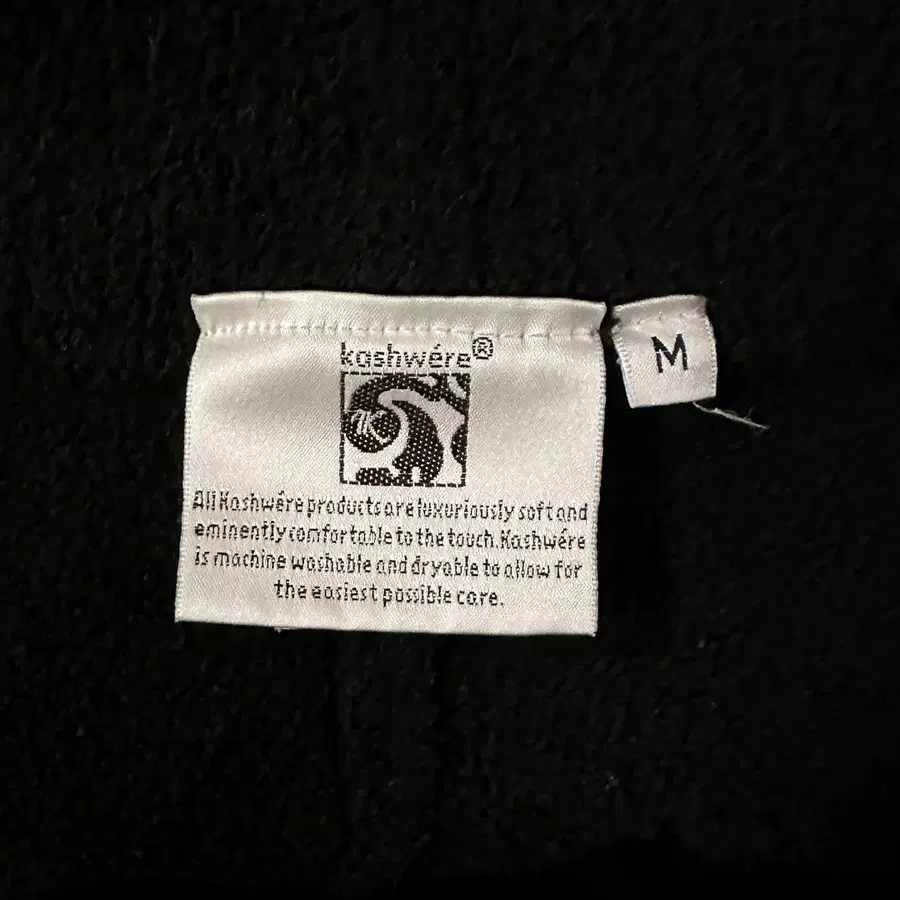 kashwére®
M
K
All Kashwére products are luxuriously soft and
eminently comfortable to the touch. Kashwére
is machine washable and dryable to allow for
the easiest possible care.